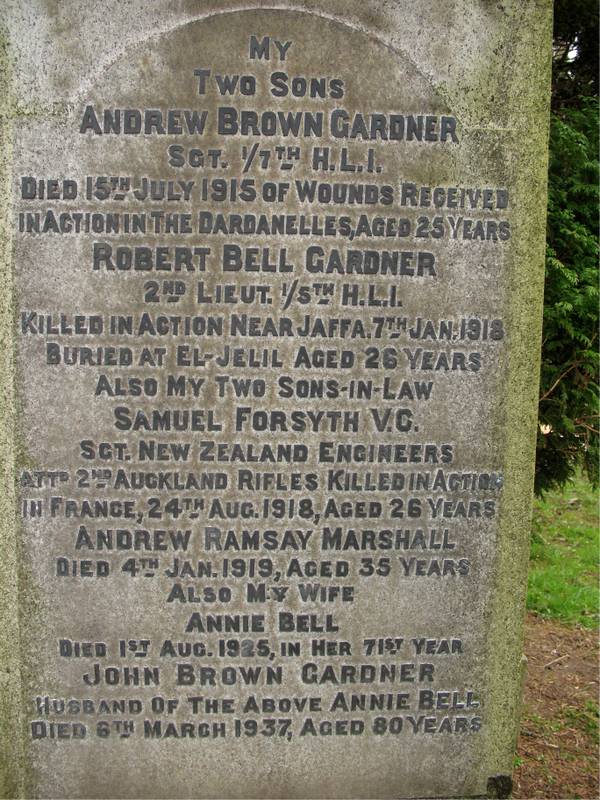 MY
TWO SONS
ANDREW BROWN GARDNER
SGT. 1/7TH H.L.I.
DIED 15TH JULY 1915 OF WOUNDS RECEIVED
IN ACTION IN THE DARDANELLES, AGED 25 YEARS
ROBERT BELL GARDNER
2ND LIEUT. 1/5TH H.L.I.
KILLED IN ACTION NEAR JAFFA. 7TH JAN. 1918
BURIED AT EL-JELIL AGED 26 YEARS
ALSO MY TWO SONS-IN-LAW
SAMUEL FORSYTH V.C.
SGT. NEW ZEALAND ENGINEERS
ATTD 2ND AUCKLAND RIFLES KILLED IN ACTION
IN FRANCE, 24TH AUG. 1918, AGED 26 YEARS
ANDREW RAMSAY MARSHALL
DIED 4TH JAN. 1919, AGED 35 YEARS
ALSO MY WIFE
ANNIE BELL
DIED 1ST AUG. 1925, IN HER 71ST YEAR
JOHN BROWN GARDNER
HUSBAND OF THE ABOVE ANNIE BELL
DIED 6TH MARCH 1937, AGED 80 YEARS